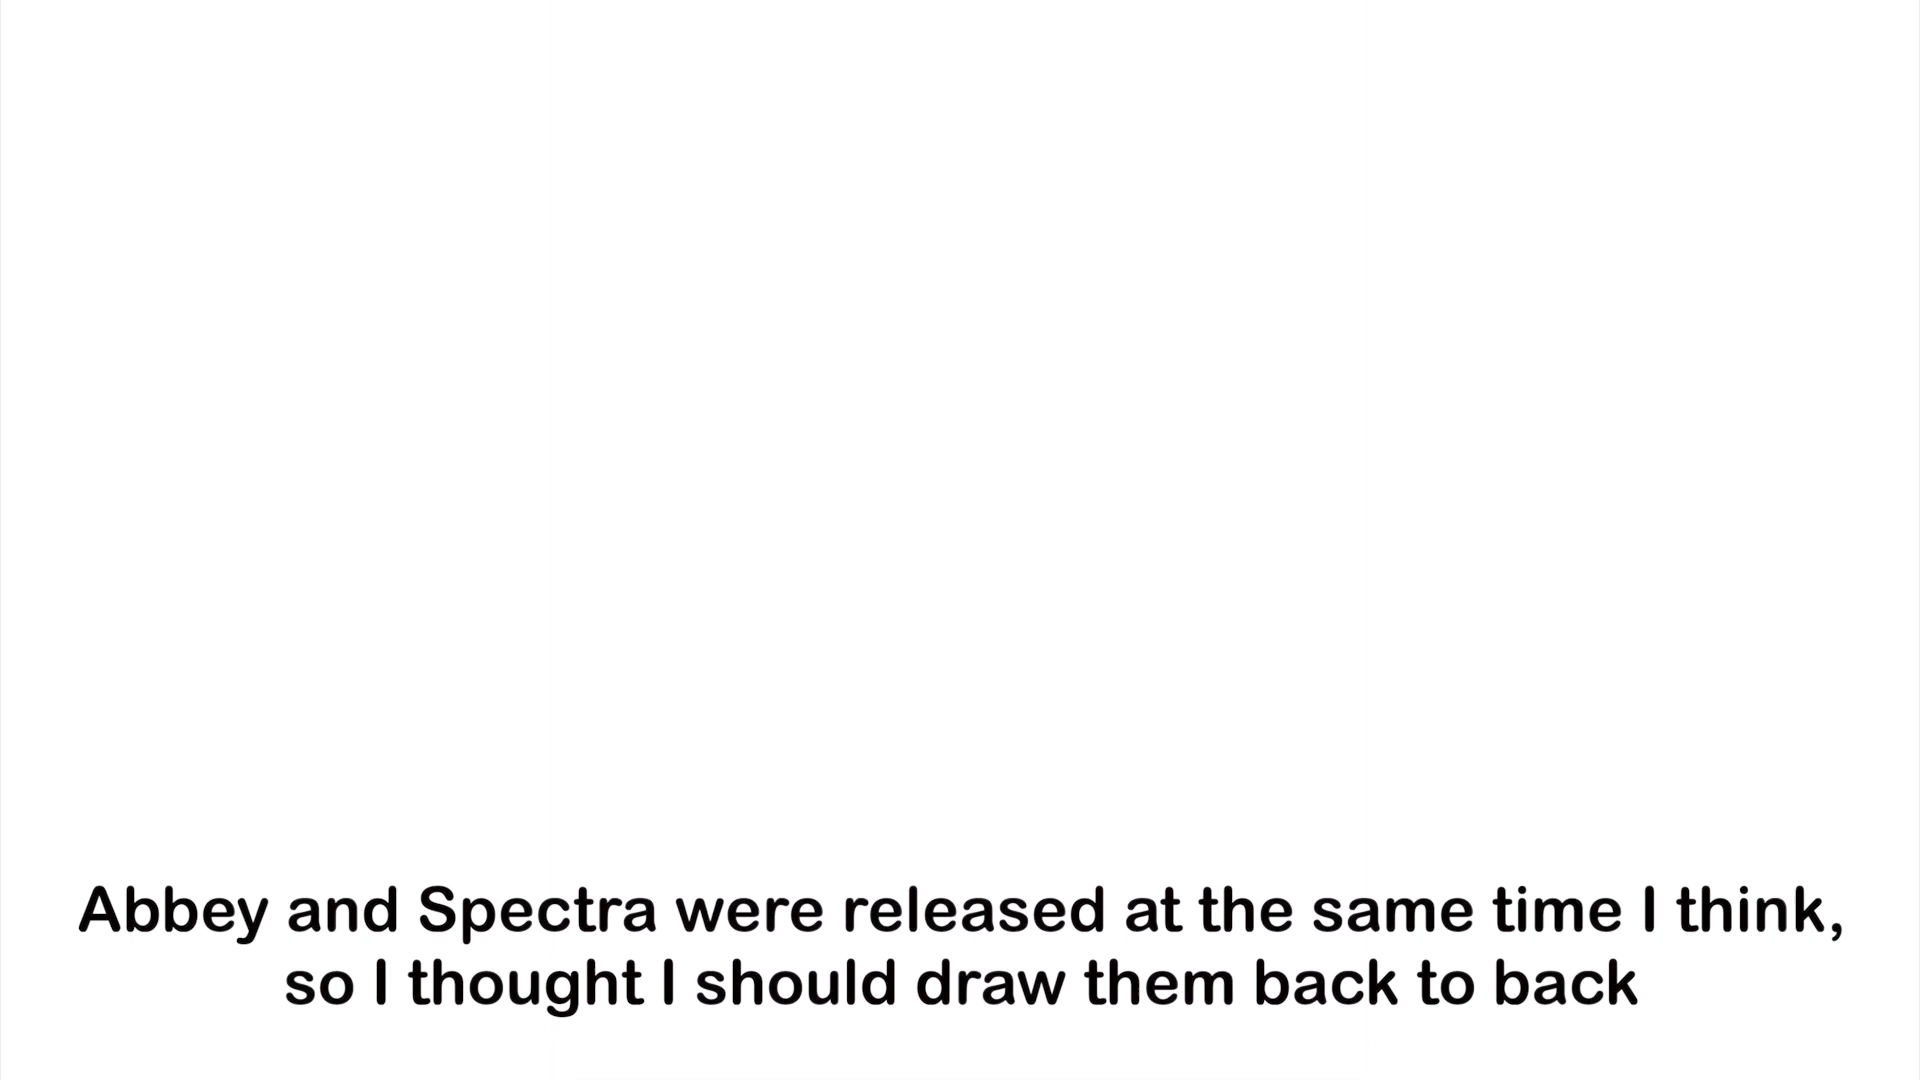 Abbey and Spectra were released at the same time I think,
so I thought I should draw them back to back